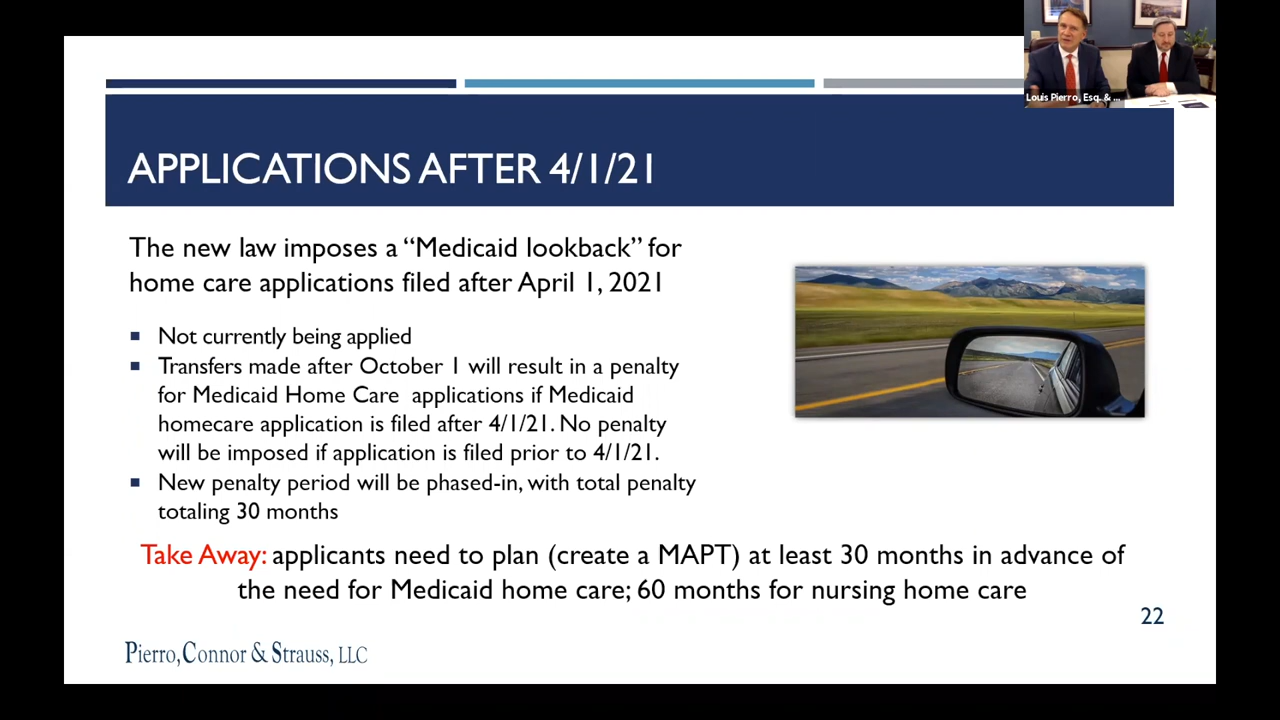 Louis Pierro, Esq. & ...
APPLICATIONS AFTER 4/1/21
The new law imposes a “Medicaid lookback” for
home care applications filed after April 1, 2021
Not currently being applied
Transfers made after October 1 will result in a penalty
for Medicaid Home Care applications if Medicaid
homecare application is filed after 4/1/21. No penalty
will be imposed if application is filed prior to 4/1/21.
New penalty period will be phased-in, with total penalty
totaling 30 months
Take Away: applicants need to plan (create a MAPT) at least 30 months in advance of
the need for Medicaid home care; 60 months for nursing home care
22
Pierro, Connor & Strauss, LLC